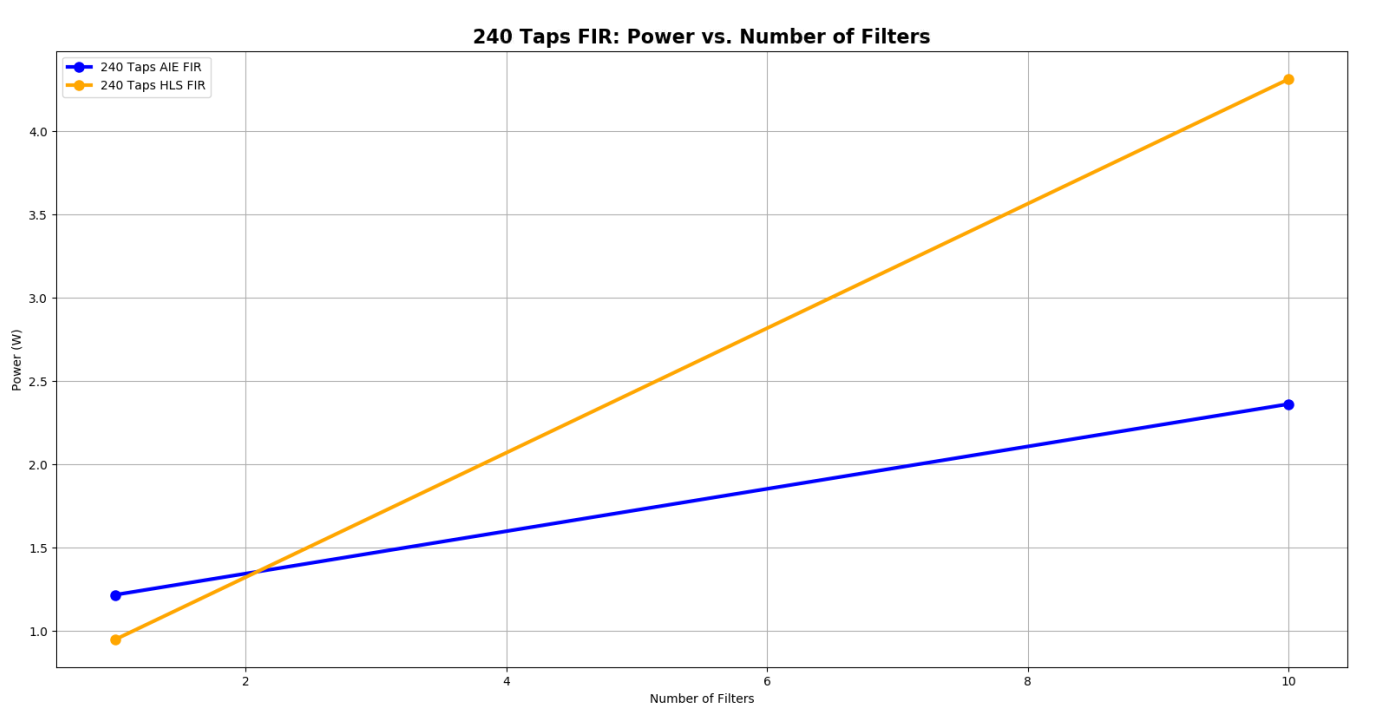 240 Taps FIR: Power vs. Number of Filters
240 Taps AIE FIR
240 Taps HLS FIR
4.0
3.5
3.0
2.5
2.0
1.5
1.0
Power (W)
2 4 6 8 10
Number of Filters